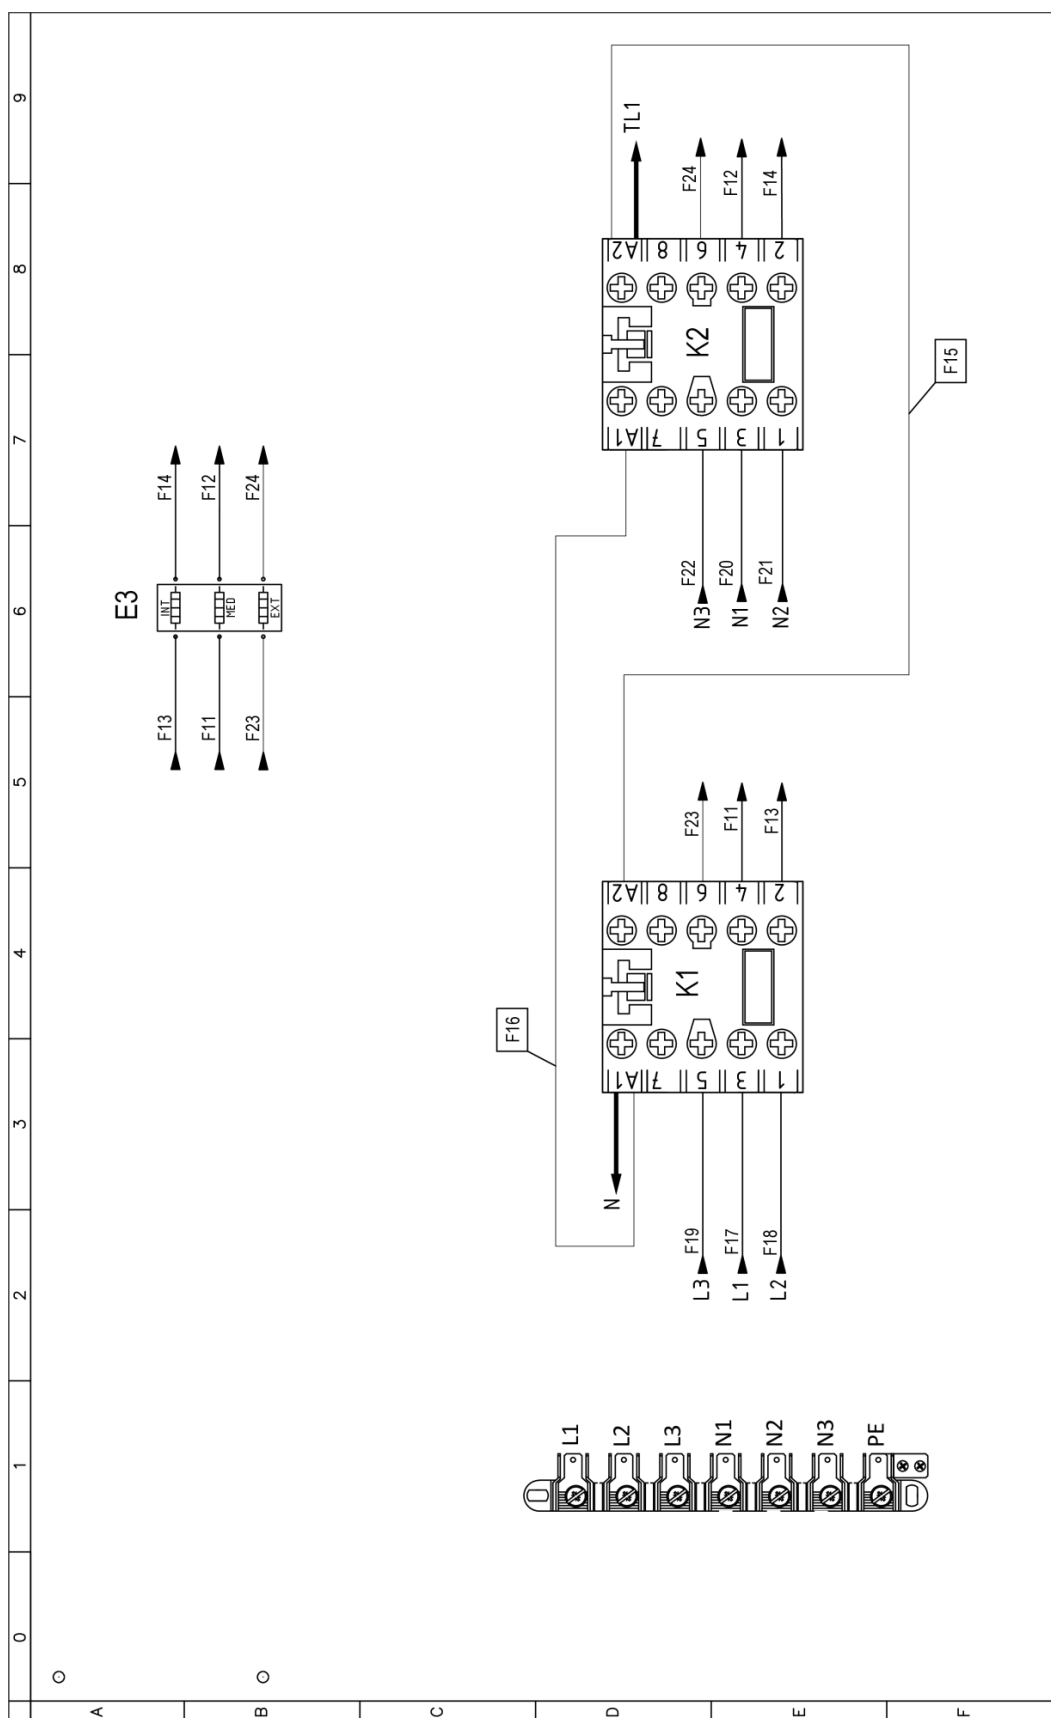 0 1 2 3 4 5 6 7 8 9
A
E3
F13 INT F14
F11 MED F12
B
F23 EXT F24
C
F16
L1
D
N A1 A2 A1 A2 TL1
L2
7 8 7 8
L3
L3 F19 5 6 F23 N3 F22 5 6 F24
K1 K2
N1
L1 F17 3 4 F11 N1 F20 3 4 F12
N2
L2 F18 1 2 F13 N2 F21 1 2 F14
E
N3
PE
F15
F